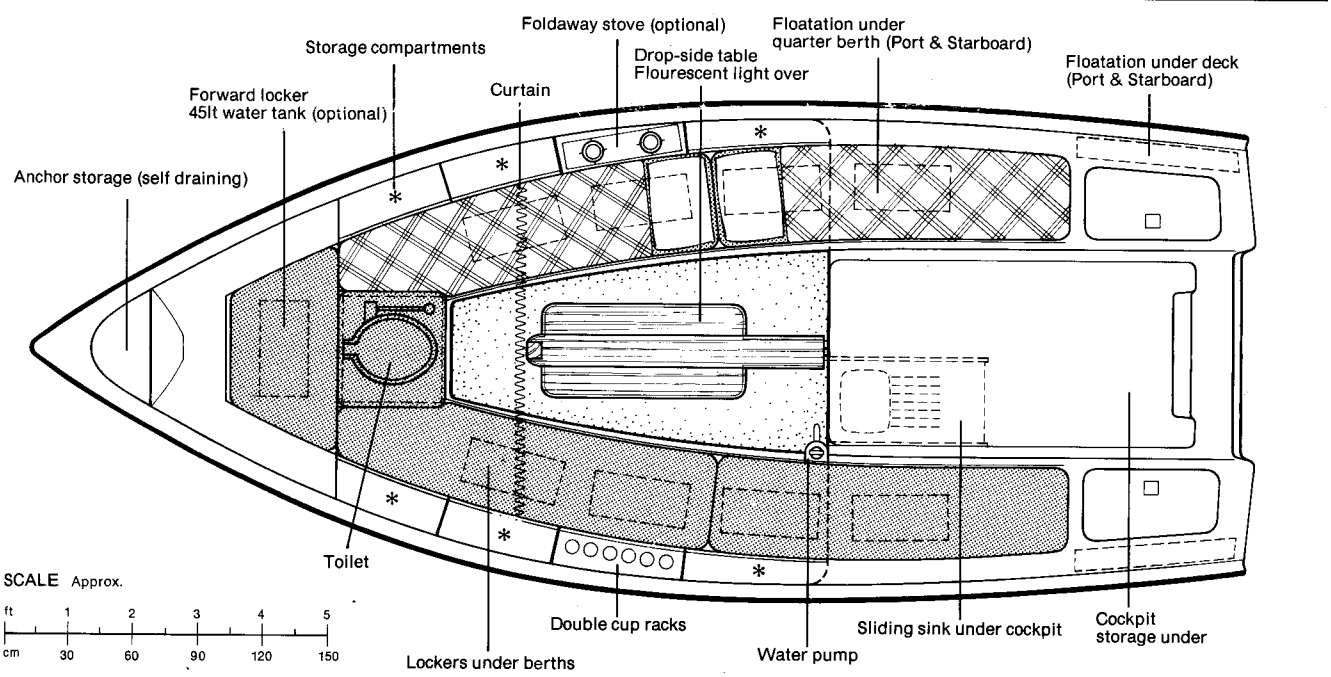 Foldaway stove (optional)
Floatation under
quarter berth (Port & Starboard)
Storage compartments
Drop-side table
Flourescent light over
Floatation under deck
(Port & Starboard)
Forward locker
45lt water tank (optional)
Curtain
Anchor storage (self draining)
*
*
*
*
*
*
Toilet
Double cup racks
Lockers under berths
Water pump
Sliding sink under cockpit
Cockpit
storage under
SCALE Approx.
ft 1 2 3 4 5
cm 30 60 90 120 150